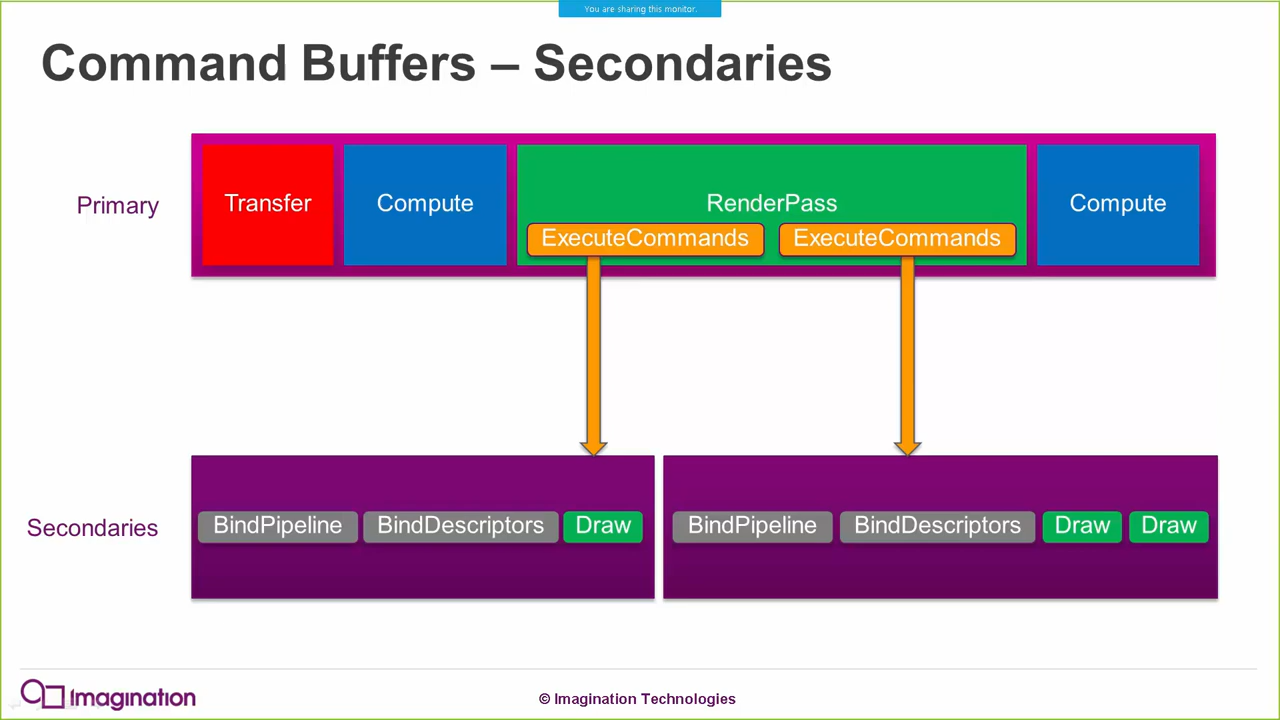 You are sharing this monitor.
Command Buffers – Secondaries
Primary
Transfer
Compute
RenderPass
Compute
ExecuteCommands
ExecuteCommands
Secondaries
BindPipeline
BindDescriptors
Draw
BindPipeline
BindDescriptors
Draw
Draw
Imagination
© Imagination Technologies